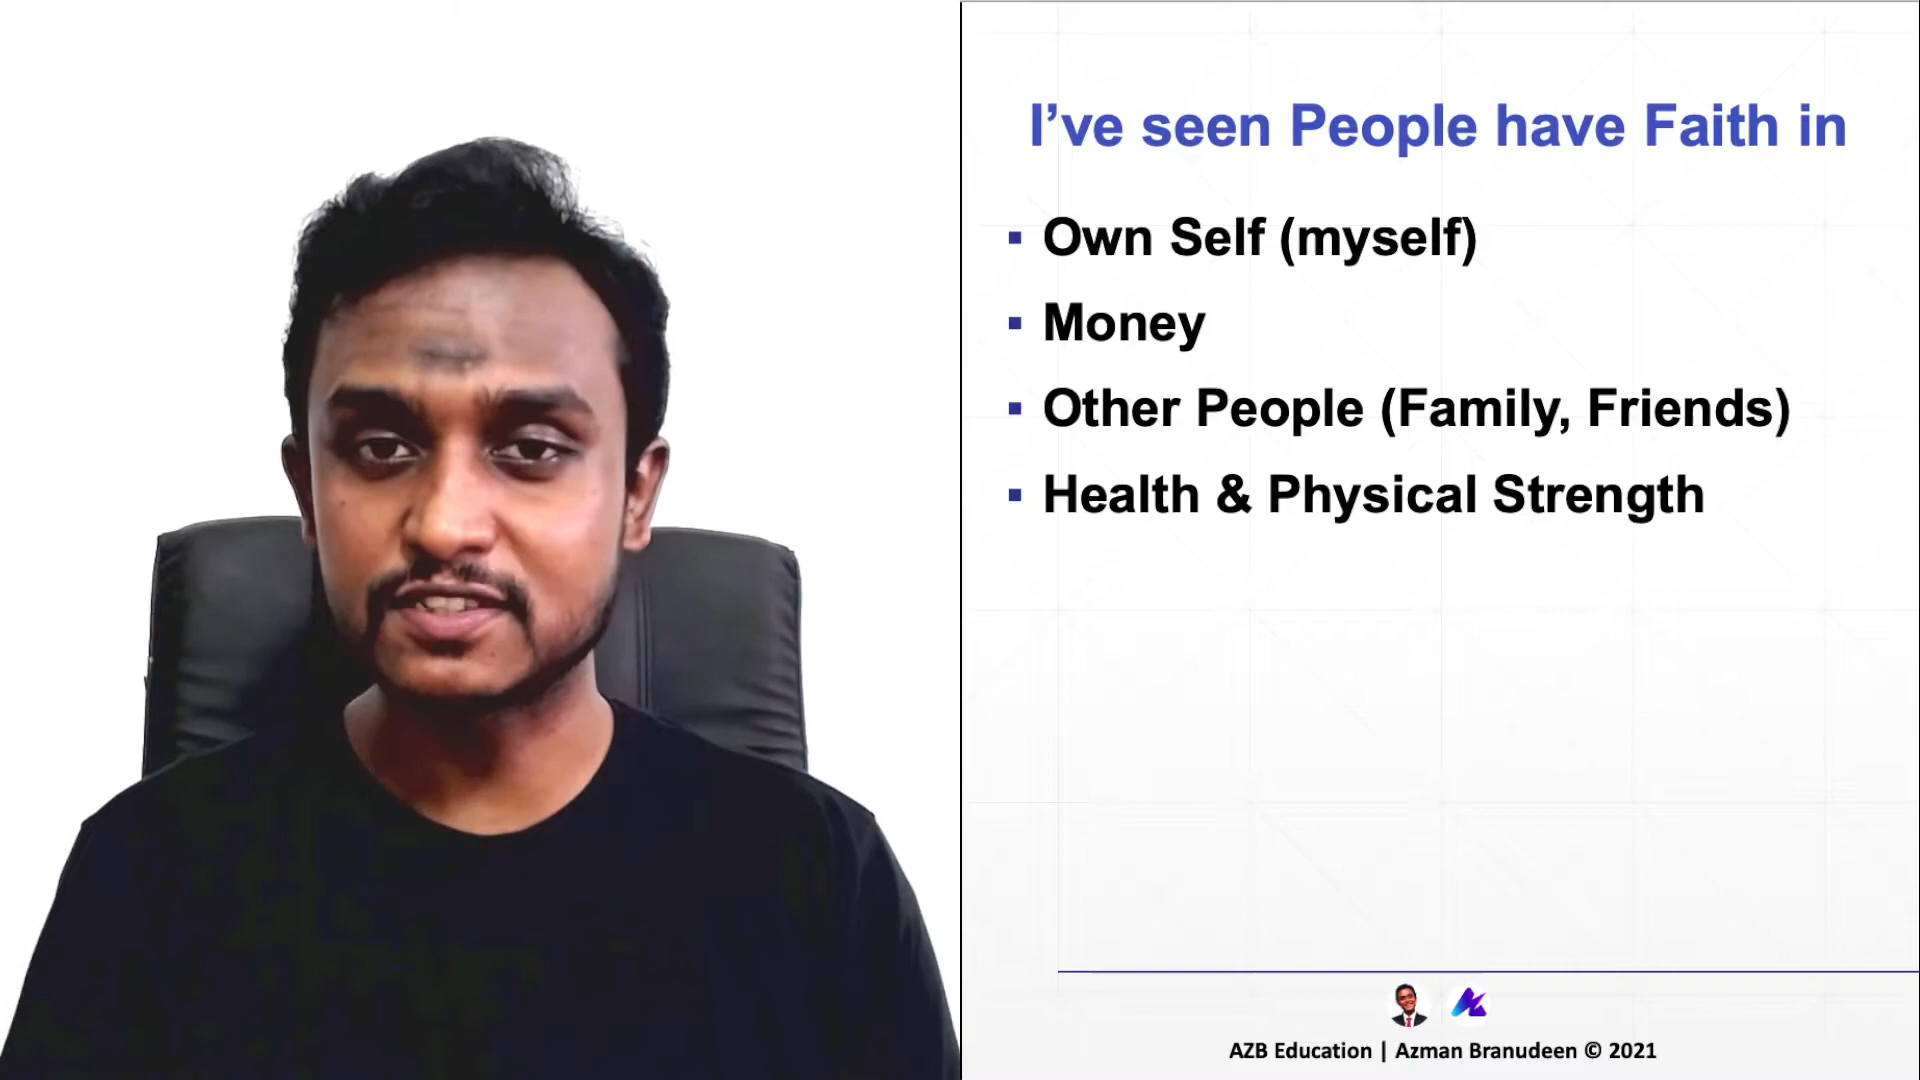 I’ve seen People have Faith in
▪ Own Self (myself)
▪ Money
▪ Other People (Family, Friends)
▪ Health & Physical Strength
AZB Education | Azman Branudeen © 2021